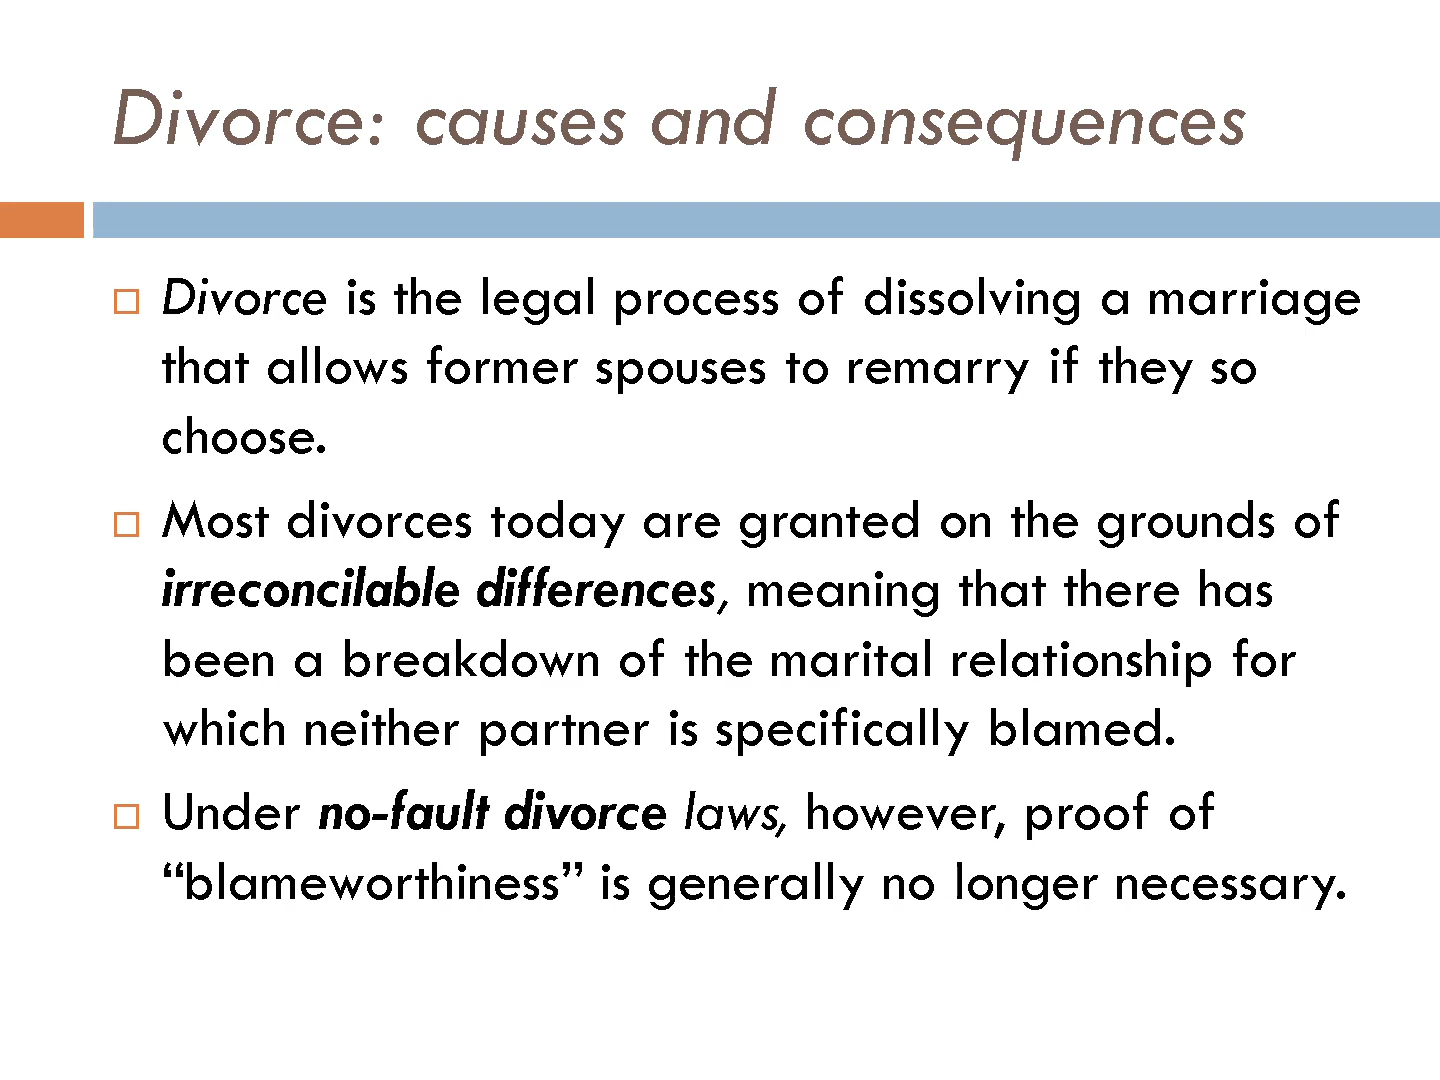 Divorce: causes and consequences
Divorce is the legal process of dissolving a marriage
that allows former spouses to remarry if they so
choose.
Most divorces today are granted on the grounds of
irreconcilable differences, meaning that there has
been a breakdown of the marital relationship for
which neither partner is specifically blamed.
Under no-fault divorce laws, however, proof of
“blameworthiness” is generally no longer necessary.